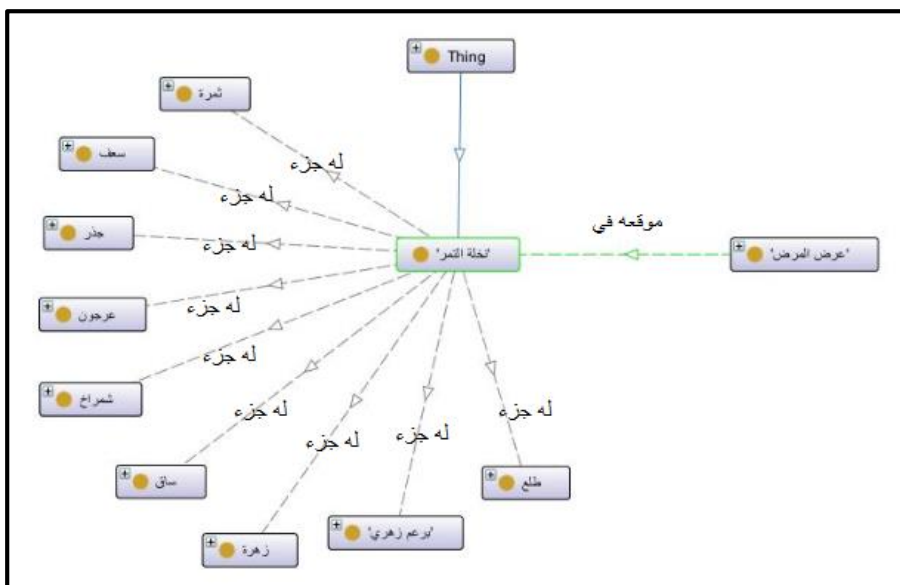 Thing
ثمرة
سعف
جذر
عرجون
شمراخ
ساق
زهرة
'برعم زهري'
طلع
'نخلة التمر'
'عرض المرض'
موقعه في
له جزء
له جزء
له جزء
له جزء
له جزء
له جزء
له جزء
له جزء
له جزء